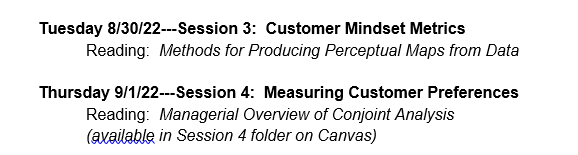 Tuesday 8/30/22---Session 3:  Customer Mindset Metrics
Reading:  Methods for Producing Perceptual Maps from Data
Thursday 9/1/22---Session 4:  Measuring Customer Preferences
Reading:  Managerial Overview of Conjoint Analysis
(available in Session 4 folder on Canvas)